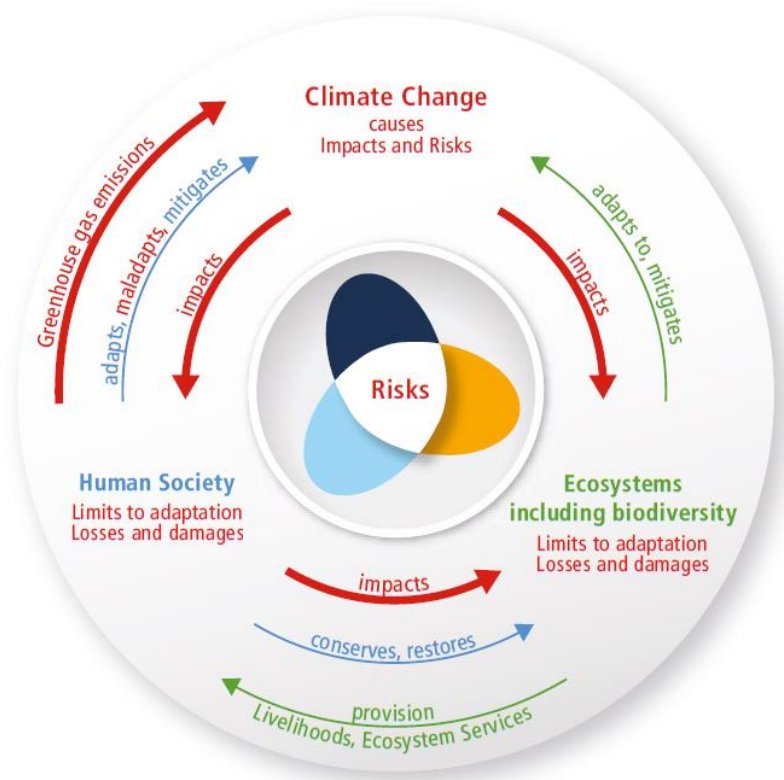 Climate Change
causes
Impacts and Risks
Greenhouse gas emissions
adapts, maladapts, mitigates
impacts
impacts
adapts to, mitigates
Risks
Human Society
Limits to adaptation
Losses and damages
Ecosystems
including biodiversity
Limits to adaptation
Losses and damages
impacts
conserves, restores
provision
Livelihoods, Ecosystem Services